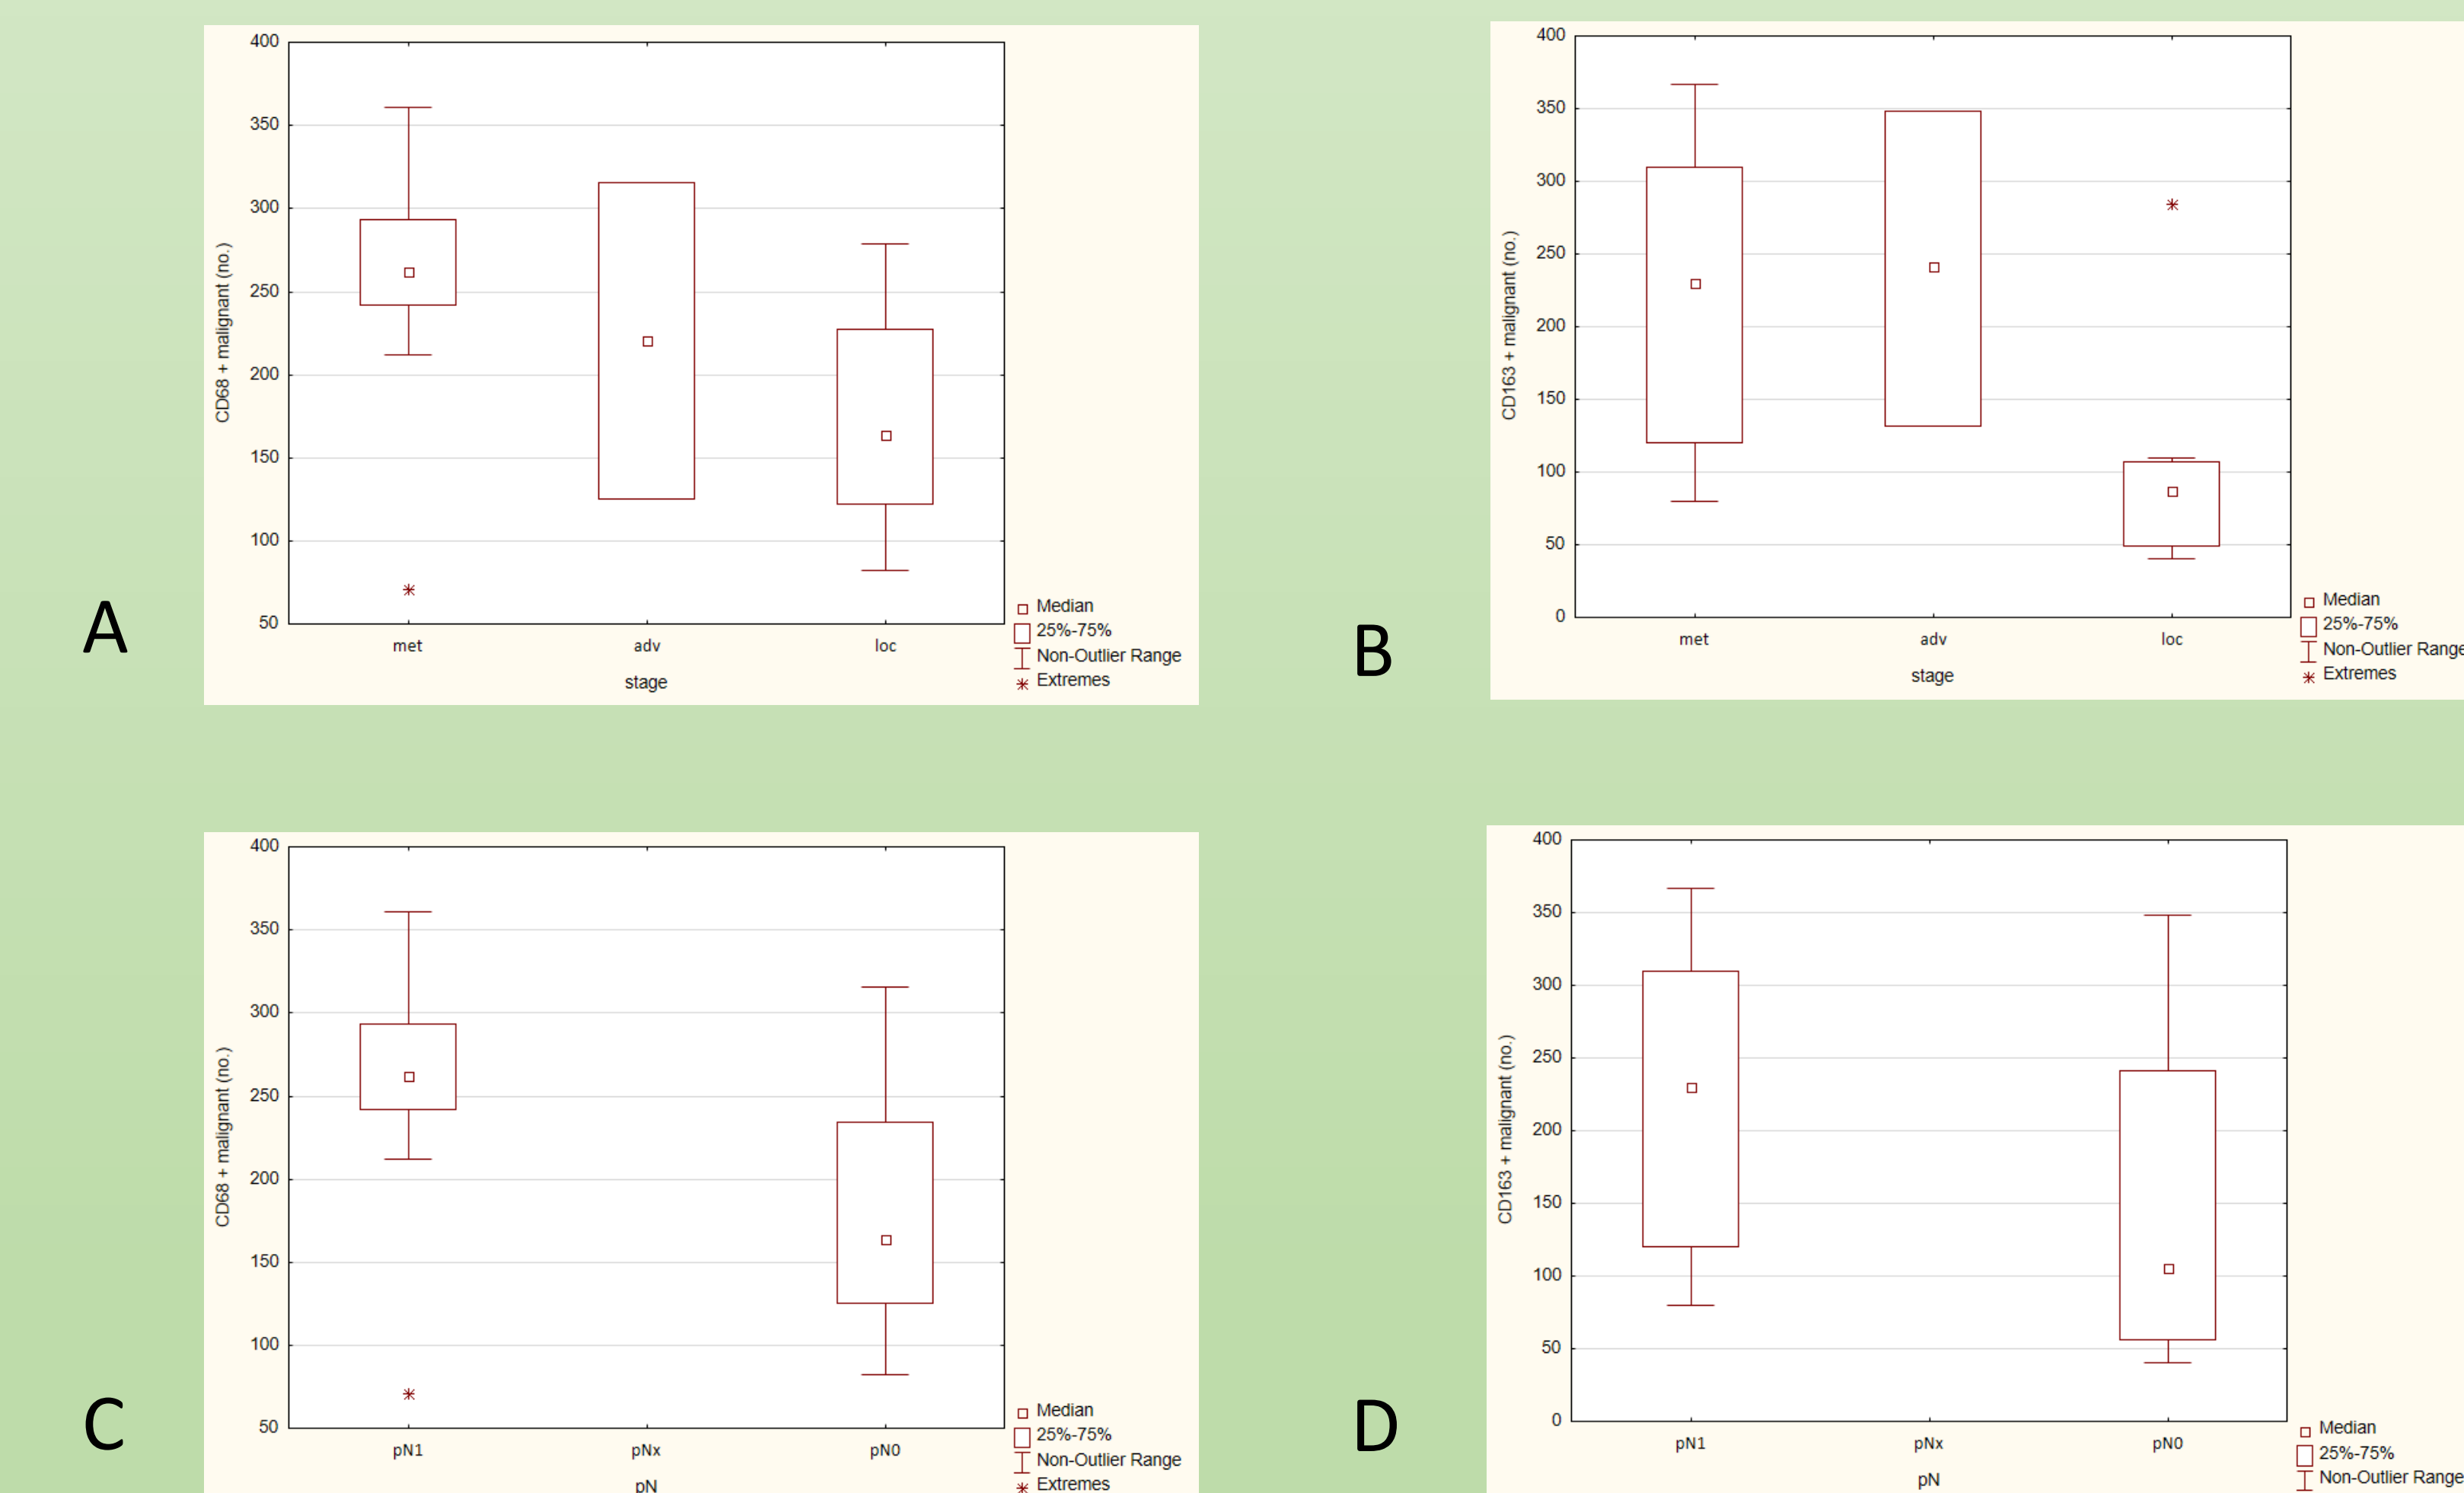 A
CD68 + malignant (no.)
400
350
300
250
200
150
100
50
met adv loc
stage
Median
25%-75%
Non-Outlier Range
Extremes
B
CD163 + malignant (no.)
400
350
300
250
200
150
100
50
0
met adv loc
stage
Median
25%-75%
Non-Outlier Range
Extremes
C
CD68 + malignant (no.)
400
350
300
250
200
150
100
50
pN1 pNx pN0
pN
Median
25%-75%
Non-Outlier Range
Extremes
D
CD163 + malignant (no.)
400
350
300
250
200
150
100
50
0
pN1 pNx pN0
pN
Median
25%-75%
Non-Outlier Range